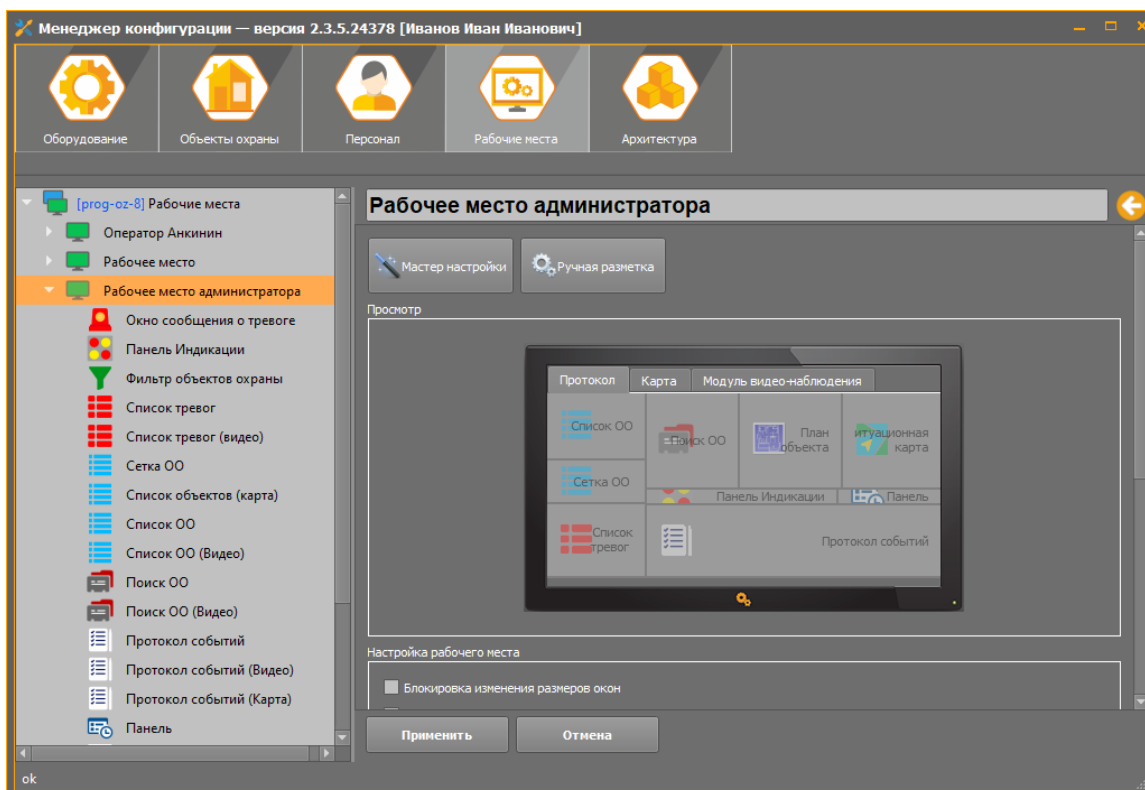 Менеджер конфигурации — версия 2.3.5.24378 [Иванов Иван Иванович]
Оборудование
Объекты охраны
Персонал
Рабочие места
Архитектура
[prog-oz-8] Рабочие места
Оператор Анкинин
Рабочее место
Рабочее место администратора
Окно сообщения о тревоге
Панель Индикации
Фильтр объектов охраны
Список тревог
Список тревог (видео)
Сетка ОО
Список объектов (карта)
Список ОО
Список ОО (Видео)
Поиск ОО
Поиск ОО (Видео)
Протокол событий
Протокол событий (Видео)
Протокол событий (Карта)
Панель
Рабочее место администратора
Мастер настройки
Ручная разметка
Просмотр
Протокол
Карта
Модуль видео-наблюдения
Список ОО
Поиск ОО
План
объекта
итуационная
карта
Сетка ОО
Панель Индикации
Панель
Список
тревог
Протокол событий
Настройка рабочего места
Блокировка изменения размеров окон
Применить
Отмена
ok